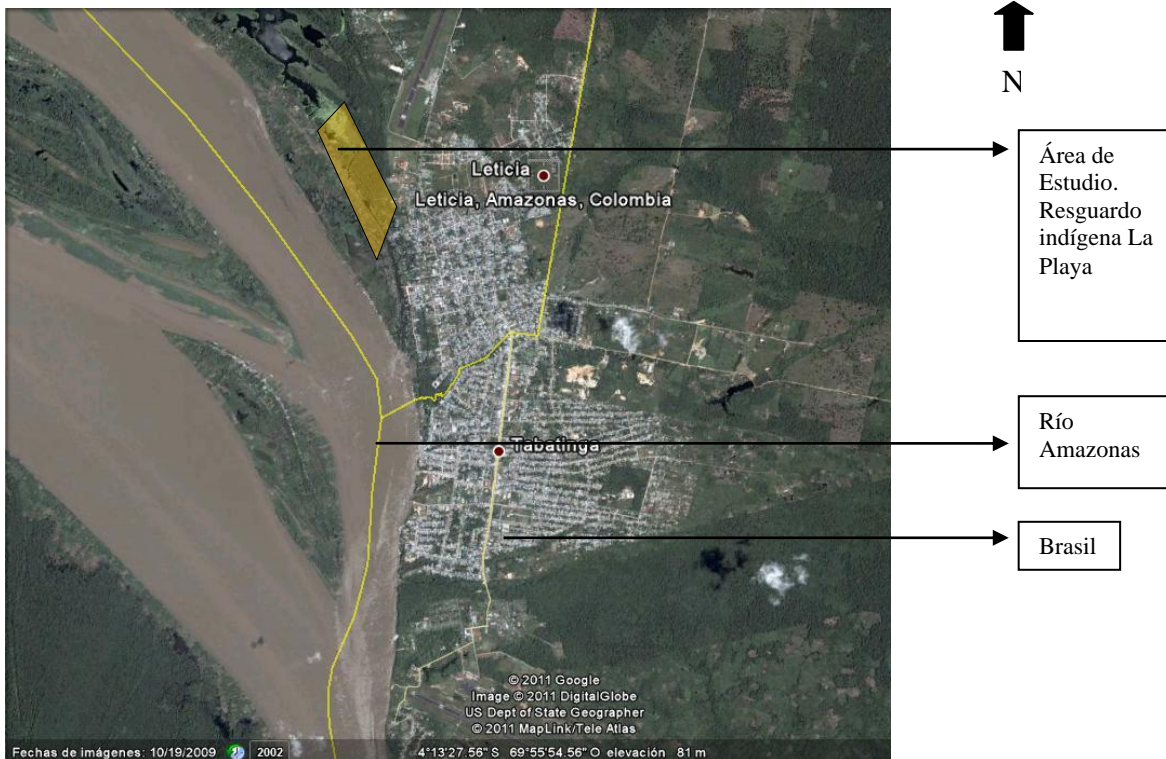 N
Área de
Estudio.
Resguardo
indígena La
Playa
Leticia
Leticia, Amazonas, Colombia
Río
Amazonas
Tabatinga
Brasil
© 2011 Google
Image © 2011 DigitalGlobe
US Dept of State Geographer
© 2011 MapLink/Tele Atlas
Fechas de imágenes: 10/19/2009 2002 4°13'27.56" S 69°55'54.56" O elevación 81 m